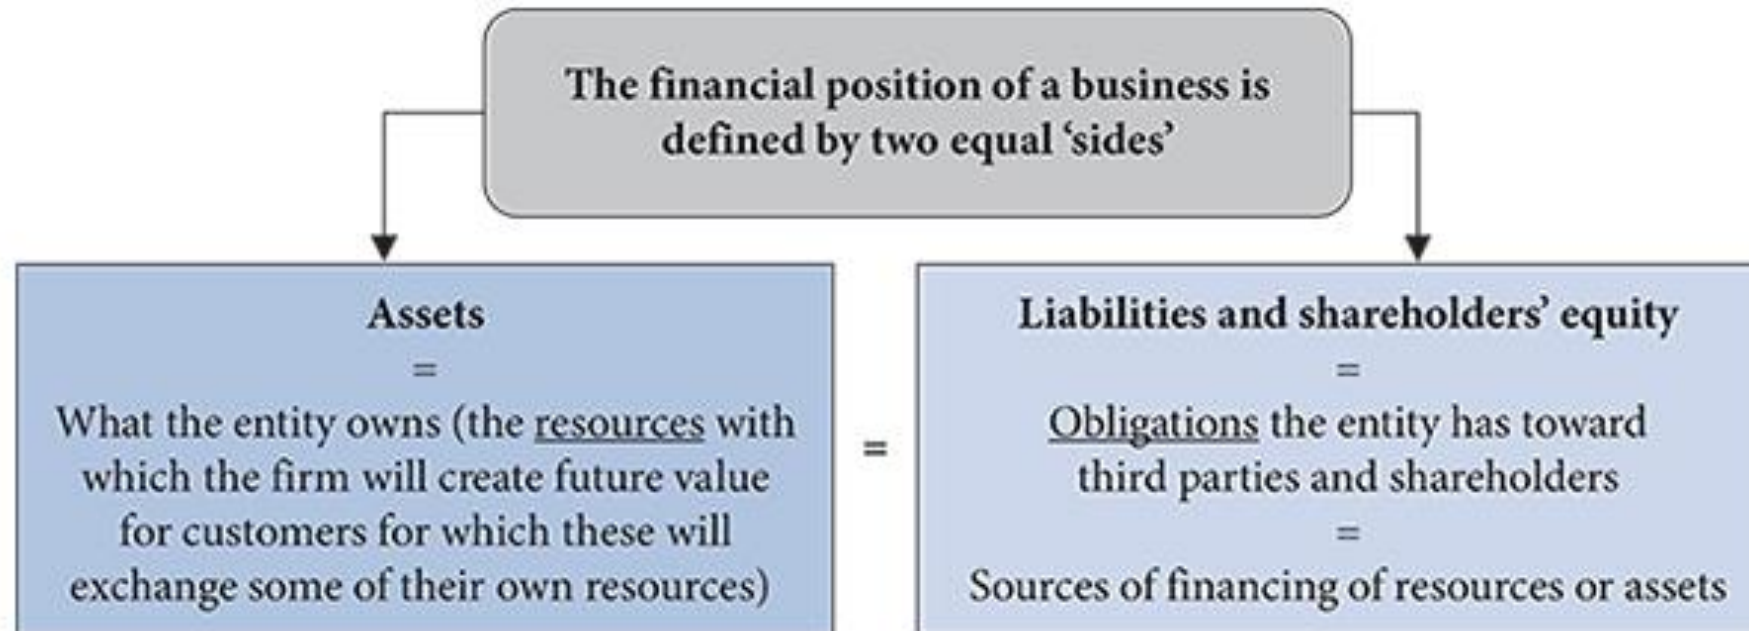 The financial position of a business is
defined by two equal ‘sides’
Assets
=
What the entity owns (the resources with
which the firm will create future value
for customers for which these will
exchange some of their own resources)
=
Liabilities and shareholders’ equity
=
Obligations the entity has toward
third parties and shareholders
=
Sources of financing of resources or assets